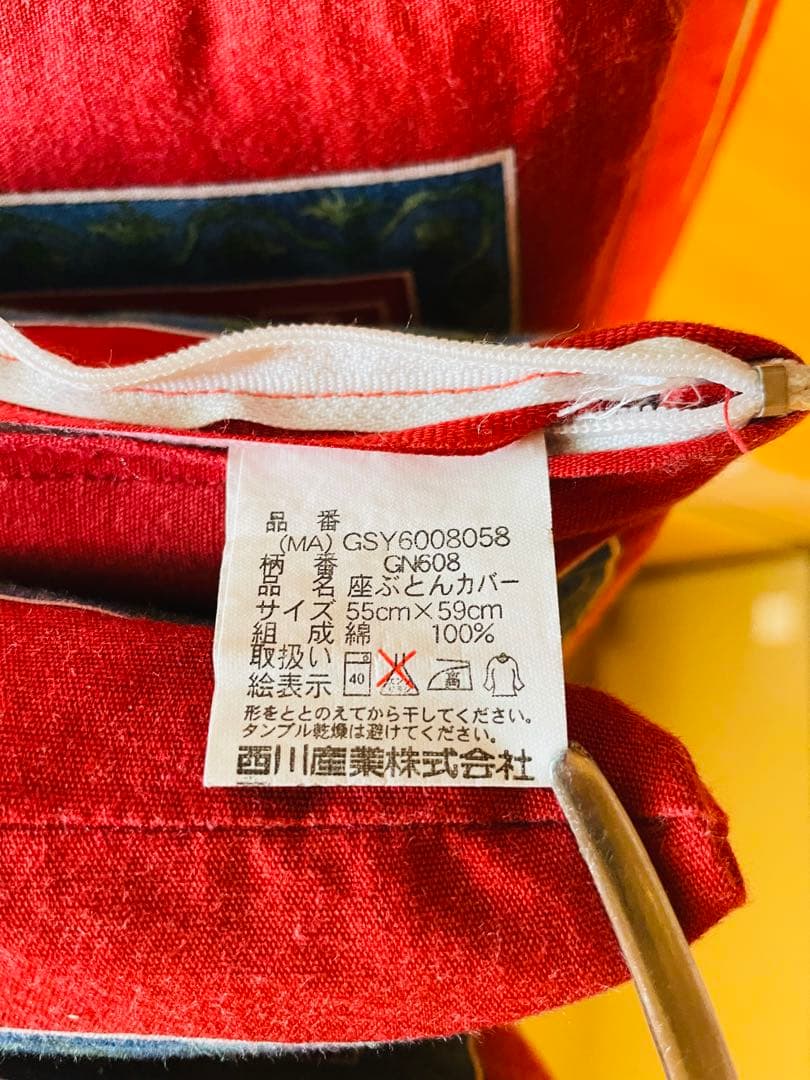 品番
(MA) GSY6008058
柄番 GN608
品名 座ぶとんカバー
サイズ 55cm×59cm
組成 綿 100%
取扱い
絵表示 40 高
形をととのえてから干してください。
タンブル乾燥は避けてください。
西川産業株式会社